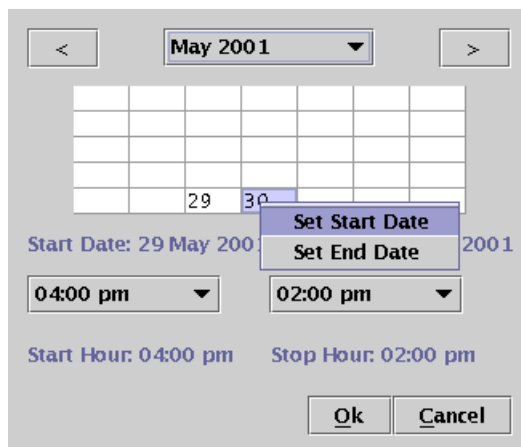 < May 2001 >
29 30
Set Start Date
Start Date: 29 May 200 2001
Set End Date
04:00 pm 02:00 pm
Start Hour: 04:00 pm Stop Hour: 02:00 pm
Ok Cancel